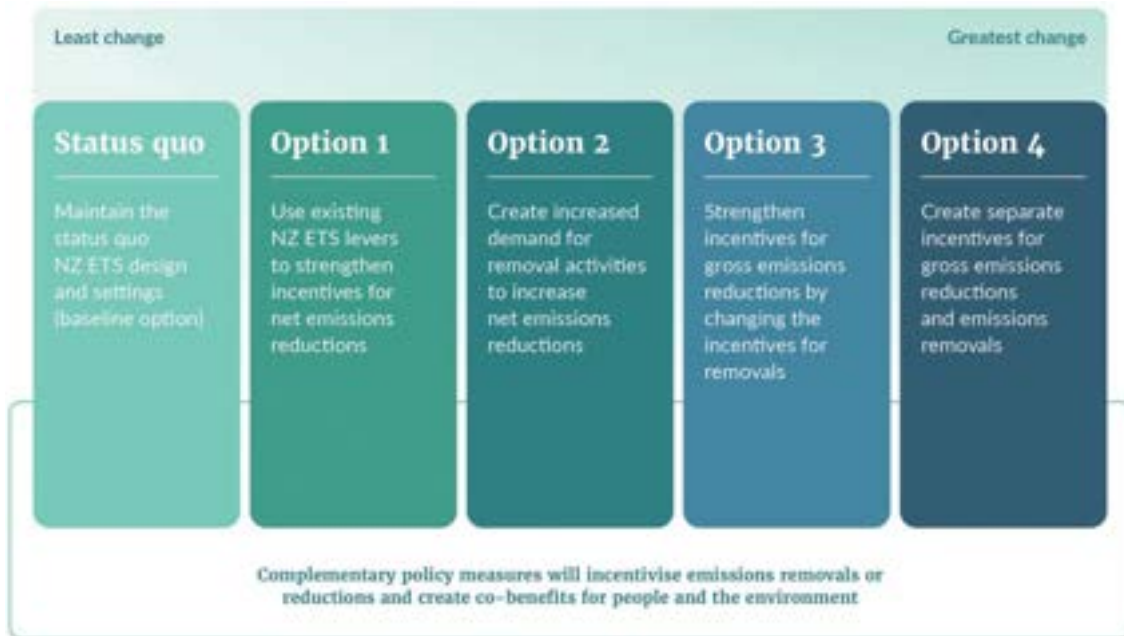 Least change
Greatest change
Status quo
Maintain the
status quo
NZ ETS design
and settings
(baseline option)
Option 1
Use existing
NZ ETS levers
to strengthen
incentives for
net emissions
reductions
Option 2
Create increased
demand for
removal activities
to increase
net emissions
reductions
Option 3
Strengthen
incentives for
gross emissions
reductions by
changing the
incentives for
removals
Option 4
Create separate
incentives for
gross emissions
reductions
and emissions
removals
Complementary policy measures will incentivise emissions removals or
reductions and create co-benefits for people and the environment